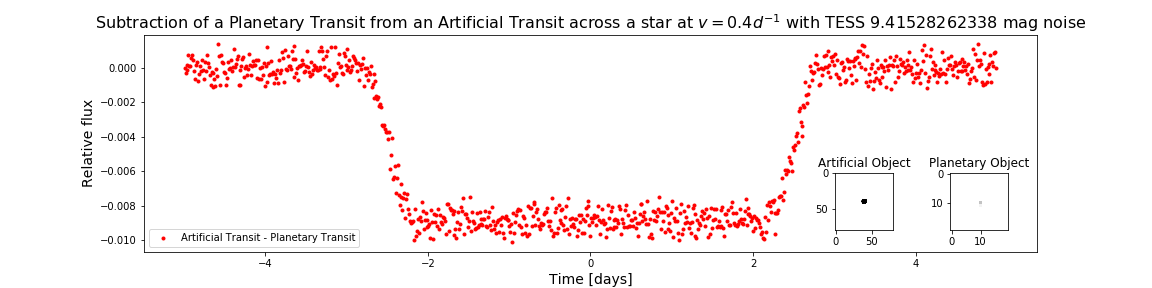 Subtraction of a Planetary Transit from an Artificial Transit across a star at v = 0.4d⁻¹ with TESS 9.41528262338 mag noise
Relative flux
0.000
−0.002
−0.004
−0.006
−0.008
−0.010
Artificial Transit - Planetary Transit
Artificial Object
0
50
0 50
Planetary Object
0
10
0 10
−4 −2 0 2 4
Time [days]